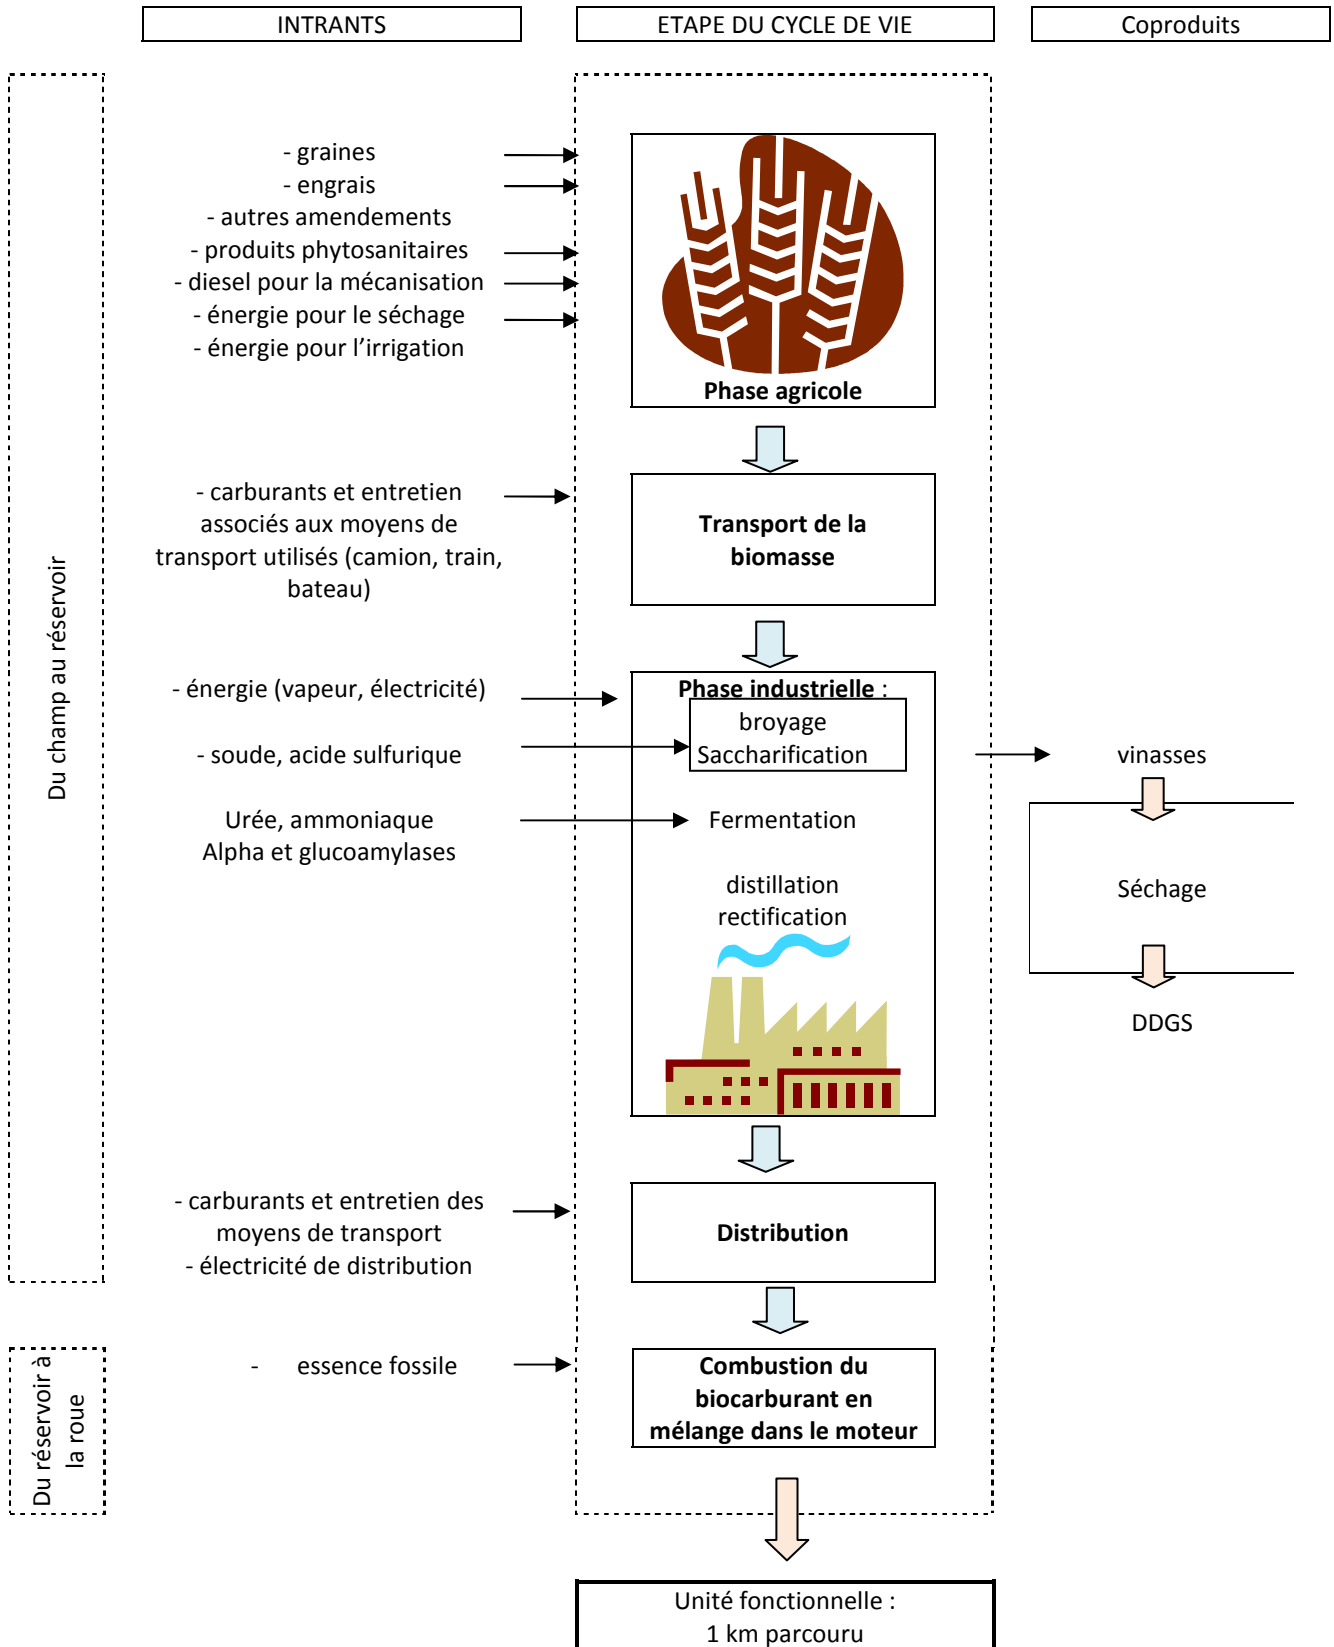 INTRANTS
ETAPE DU CYCLE DE VIE
Coproduits
Du champ au réservoir
- graines
- engrais
- autres amendements
- produits phytosanitaires
- diesel pour la mécanisation
- énergie pour le séchage
- énergie pour l'irrigation
Phase agricole
- carburants et entretien
associés aux moyens de
transport utilisés (camion, train,
bateau)
Transport de la
biomasse
- énergie (vapeur, électricité)
- soude, acide sulfurique
Urée, ammoniaque
Alpha et glucoamylases
Phase industrielle :
broyage
Saccharification
Fermentation
distillation
rectification
vinasses
Séchage
DDGS
- carburants et entretien des
moyens de transport
- électricité de distribution
Distribution
Du réservoir à
la roue
- essence fossile
Combustion du
biocarburant en
mélange dans le moteur
Unité fonctionnelle :
1 km parcouru